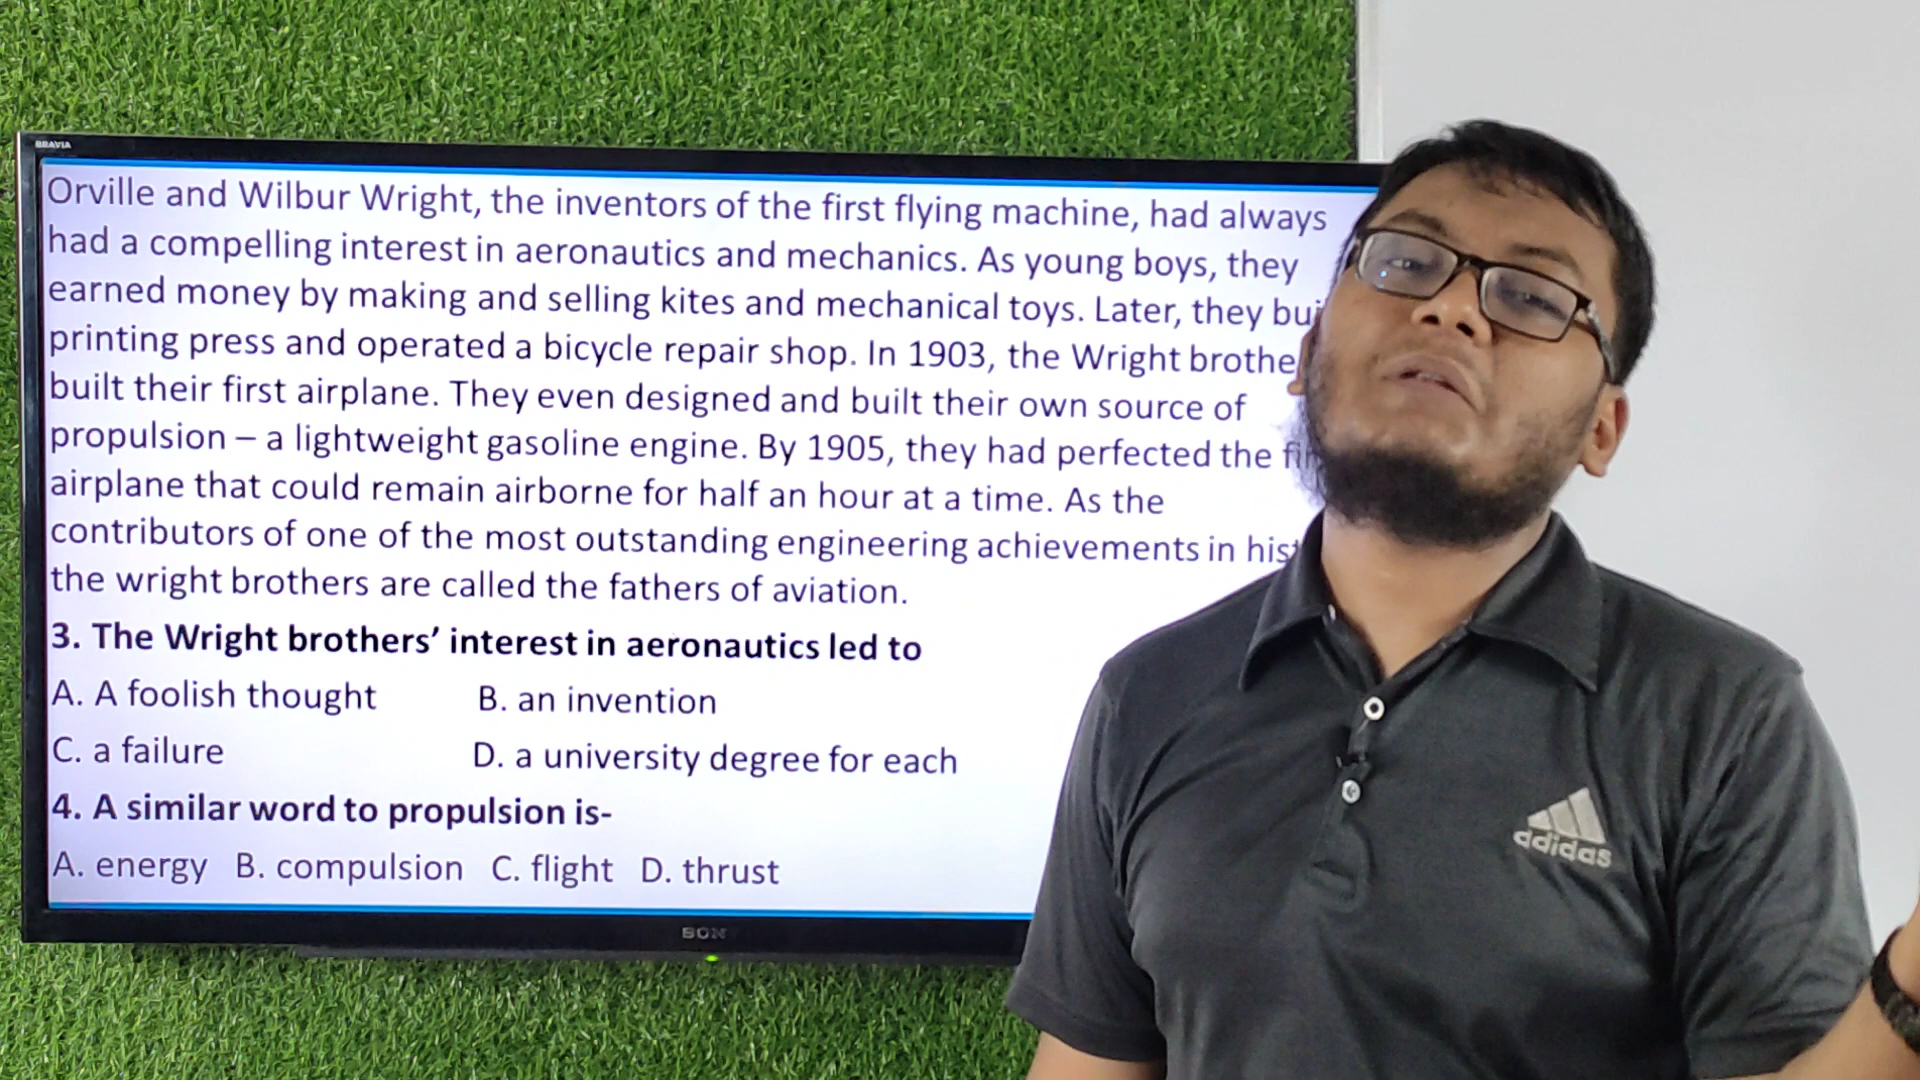 BRAVIA
Orville and Wilbur Wright, the inventors of the first flying machine, had always
had a compelling interest in aeronautics and mechanics. As young boys, they
earned money by making and selling kites and mechanical toys. Later, they
printing press and operated a bicycle repair shop. In 1903, the Wright
built their first airplane. They even designed and built their own source of
propulsion – a lightweight gasoline engine. By 1905, they had perfected the
airplane that could remain airborne for half an hour at a time. As the
contributors of one of the most outstanding engineering achievements in
the wright brothers are called the fathers of aviation.
3. The Wright brothers’ interest in aeronautics led to
A. A foolish thought B. an invention
C. a failure D. a university degree for each
4. A similar word to propulsion is-
A. energy B. compulsion C. flight D. thrust
SONY
ddidas